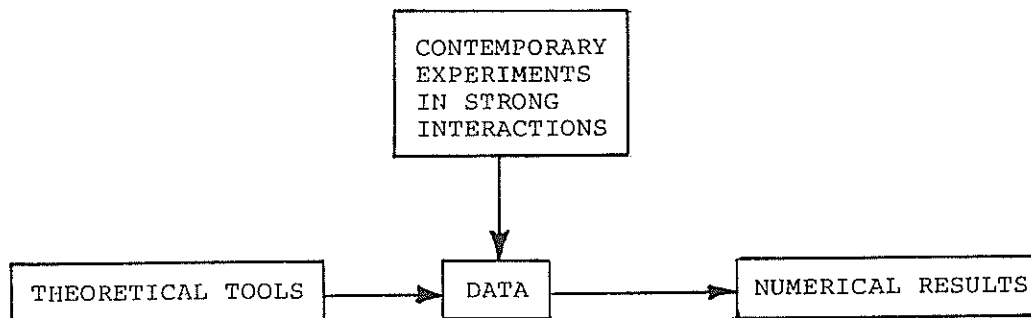 CONTEMPORARY
EXPERIMENTS
IN STRONG
INTERACTIONS
THEORETICAL TOOLS
DATA
NUMERICAL RESULTS